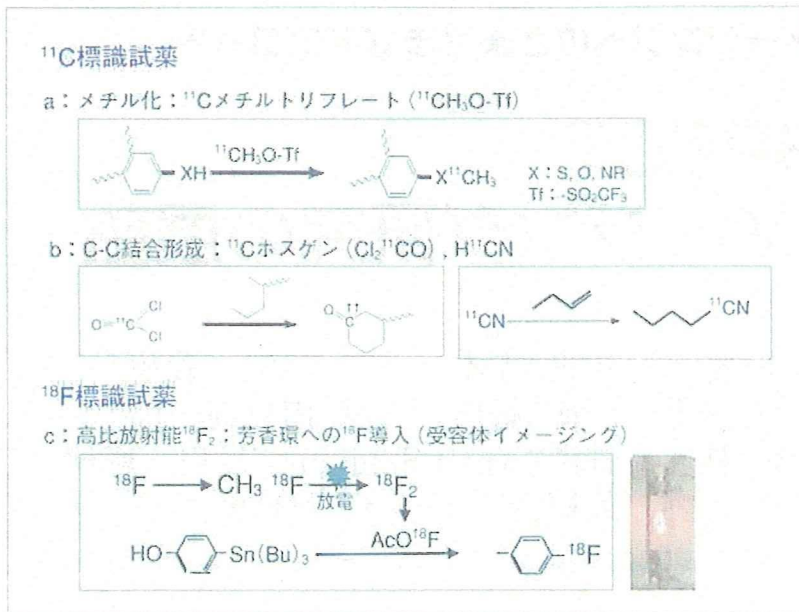 ¹¹C標識試薬
a：メチル化：¹¹Cメチルトリフレート（¹¹CH₃O-Tf）
XH
¹¹CH₃O-Tf
X¹¹CH₃
X：S, O, NR
Tf：-SO₂CF₃
b：C-C結合形成：¹¹Cホスゲン（Cl₂¹¹CO）, H¹¹CN
O=¹¹C
Cl
Cl
O
11
¹¹CN
¹¹CN
¹⁸F標識試薬
c：高比放射能¹⁸F₂；芳香環への¹⁸F導入（受容体イメージング）
¹⁸F
CH₃ ¹⁸F
放電
¹⁸F₂
HO
Sn(Bu)₃
AcO¹⁸F
¹⁸F